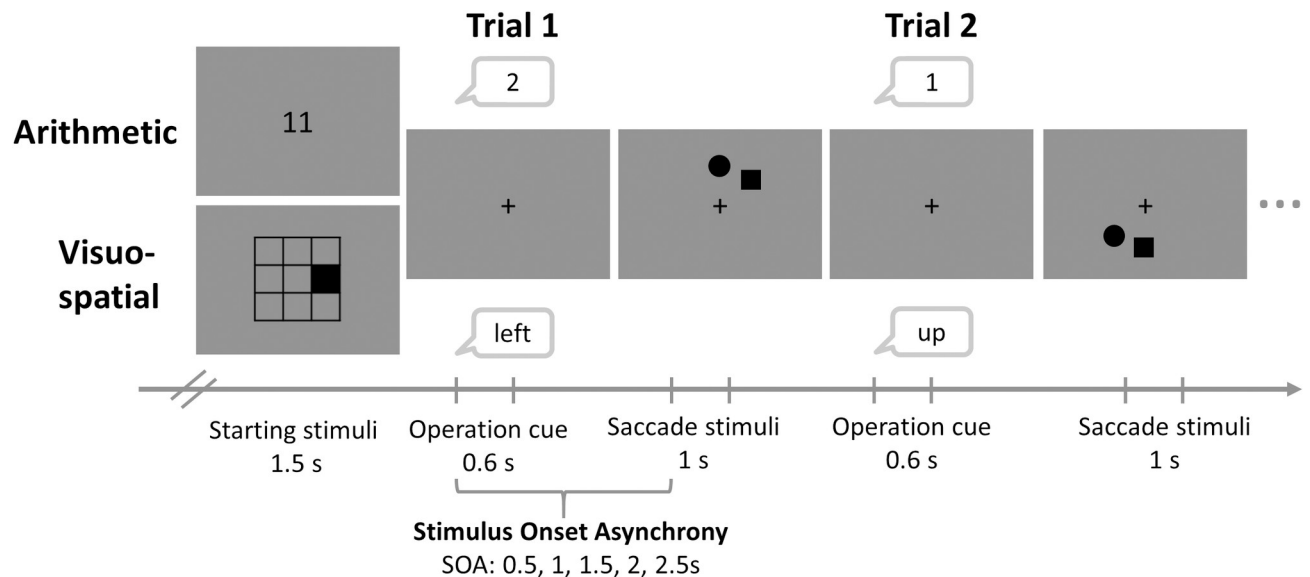 Trial 1
Trial 2
2
1
Arithmetic
11
Visuo-
spatial
left
up
Starting stimuli
1.5 s
Operation cue
0.6 s
Saccade stimuli
1 s
Operation cue
0.6 s
Saccade stimuli
1 s
Stimulus Onset Asynchrony
SOA: 0.5, 1, 1.5, 2, 2.5s